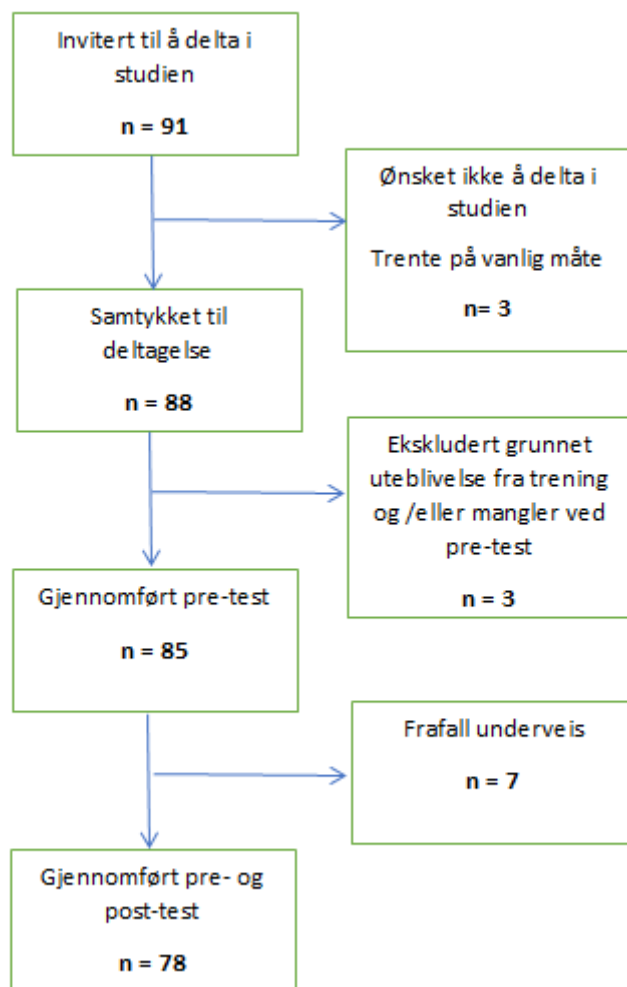 Invitert til å delta i
studien
n = 91
Ønsket ikke å delta i
studien
Trente på vanlig måte
n= 3
Samtykket til
deltagelse
n = 88
Ekskludert grunnet
uteblivelse fra trening
og /eller mangler ved
pre-test
n = 3
Gjennomført pre-test
n = 85
Frafall underveis
n = 7
Gjennomført pre- og
post-test
n = 78